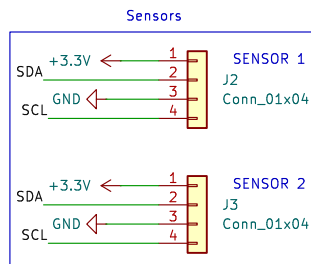 Sensors
+3.3V 1 SENSOR 1
SDA 2 J2
GND 3 Conn_01x04
SCL 4
+3.3V 1 SENSOR 2
SDA 2 J3
GND 3 Conn_01x04
SCL 4